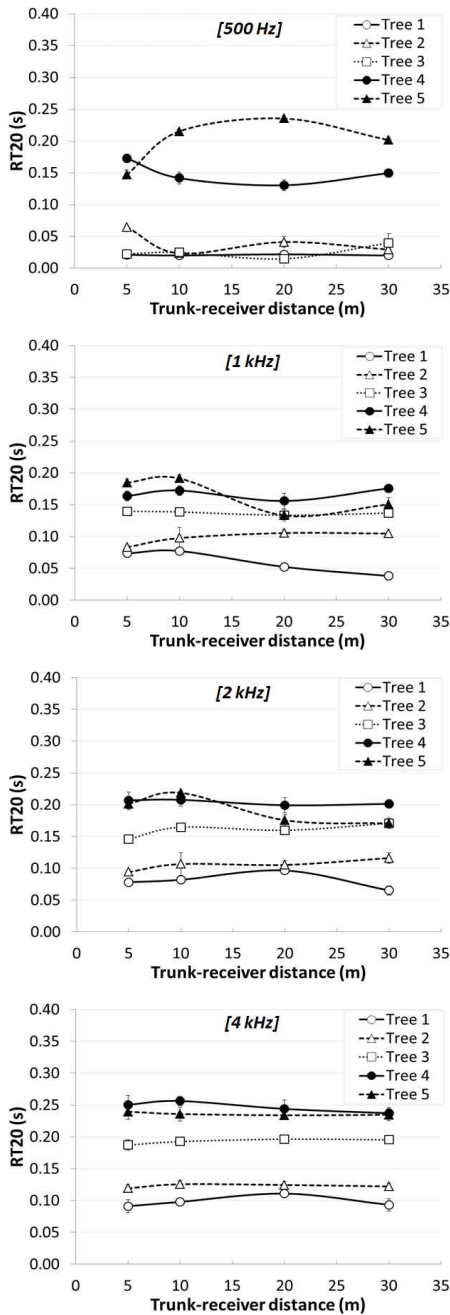 [500 Hz]
Tree 1
Tree 2
Tree 3
Tree 4
Tree 5
RT20 (s)
0.40
0.35
0.30
0.25
0.20
0.15
0.10
0.05
0.00
0 5 10 15 20 25 30 35
Trunk-receiver distance (m)
[1 kHz]
Tree 1
Tree 2
Tree 3
Tree 4
Tree 5
RT20 (s)
0.40
0.35
0.30
0.25
0.20
0.15
0.10
0.05
0.00
0 5 10 15 20 25 30 35
Trunk-receiver distance (m)
[2 kHz]
Tree 1
Tree 2
Tree 3
Tree 4
Tree 5
RT20 (s)
0.40
0.35
0.30
0.25
0.20
0.15
0.10
0.05
0.00
0 5 10 15 20 25 30 35
Trunk-receiver distance (m)
[4 kHz]
Tree 1
Tree 2
Tree 3
Tree 4
Tree 5
RT20 (s)
0.40
0.35
0.30
0.25
0.20
0.15
0.10
0.05
0.00
0 5 10 15 20 25 30 35
Trunk-receiver distance (m)